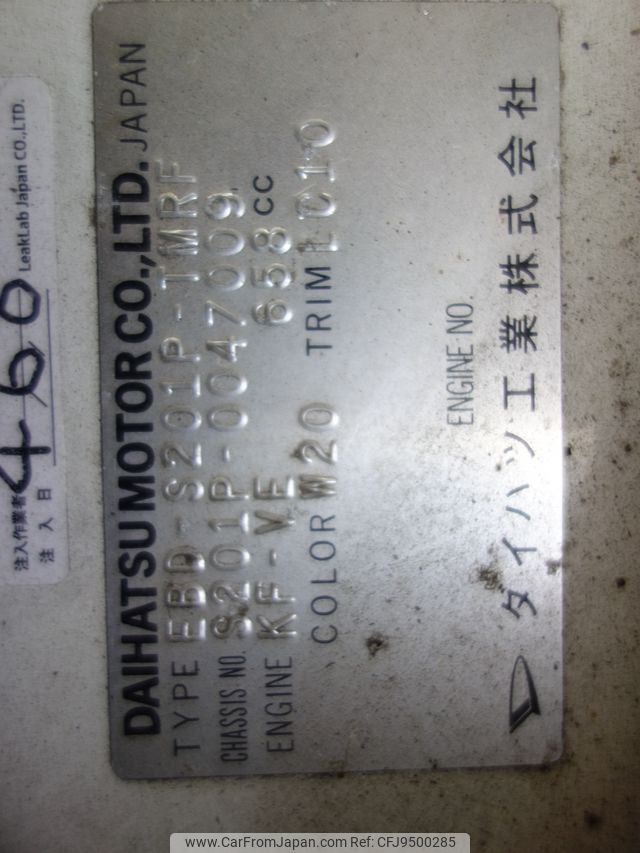 DAIHATSU MOTOR CO.,LTD. JAPAN
TYPE EBD-S201P-TMRF
CHASSIS NO. S201P-0047009
ENGINE KF-VE 658 CC
COLOR W20 TRIM LC10
ENGINE NO.
ダイハツ工業株式会社
LeakLab Japan CO.,LTD.
注入作業者
注入日
www.CarFromJapan.com CFJ9500285